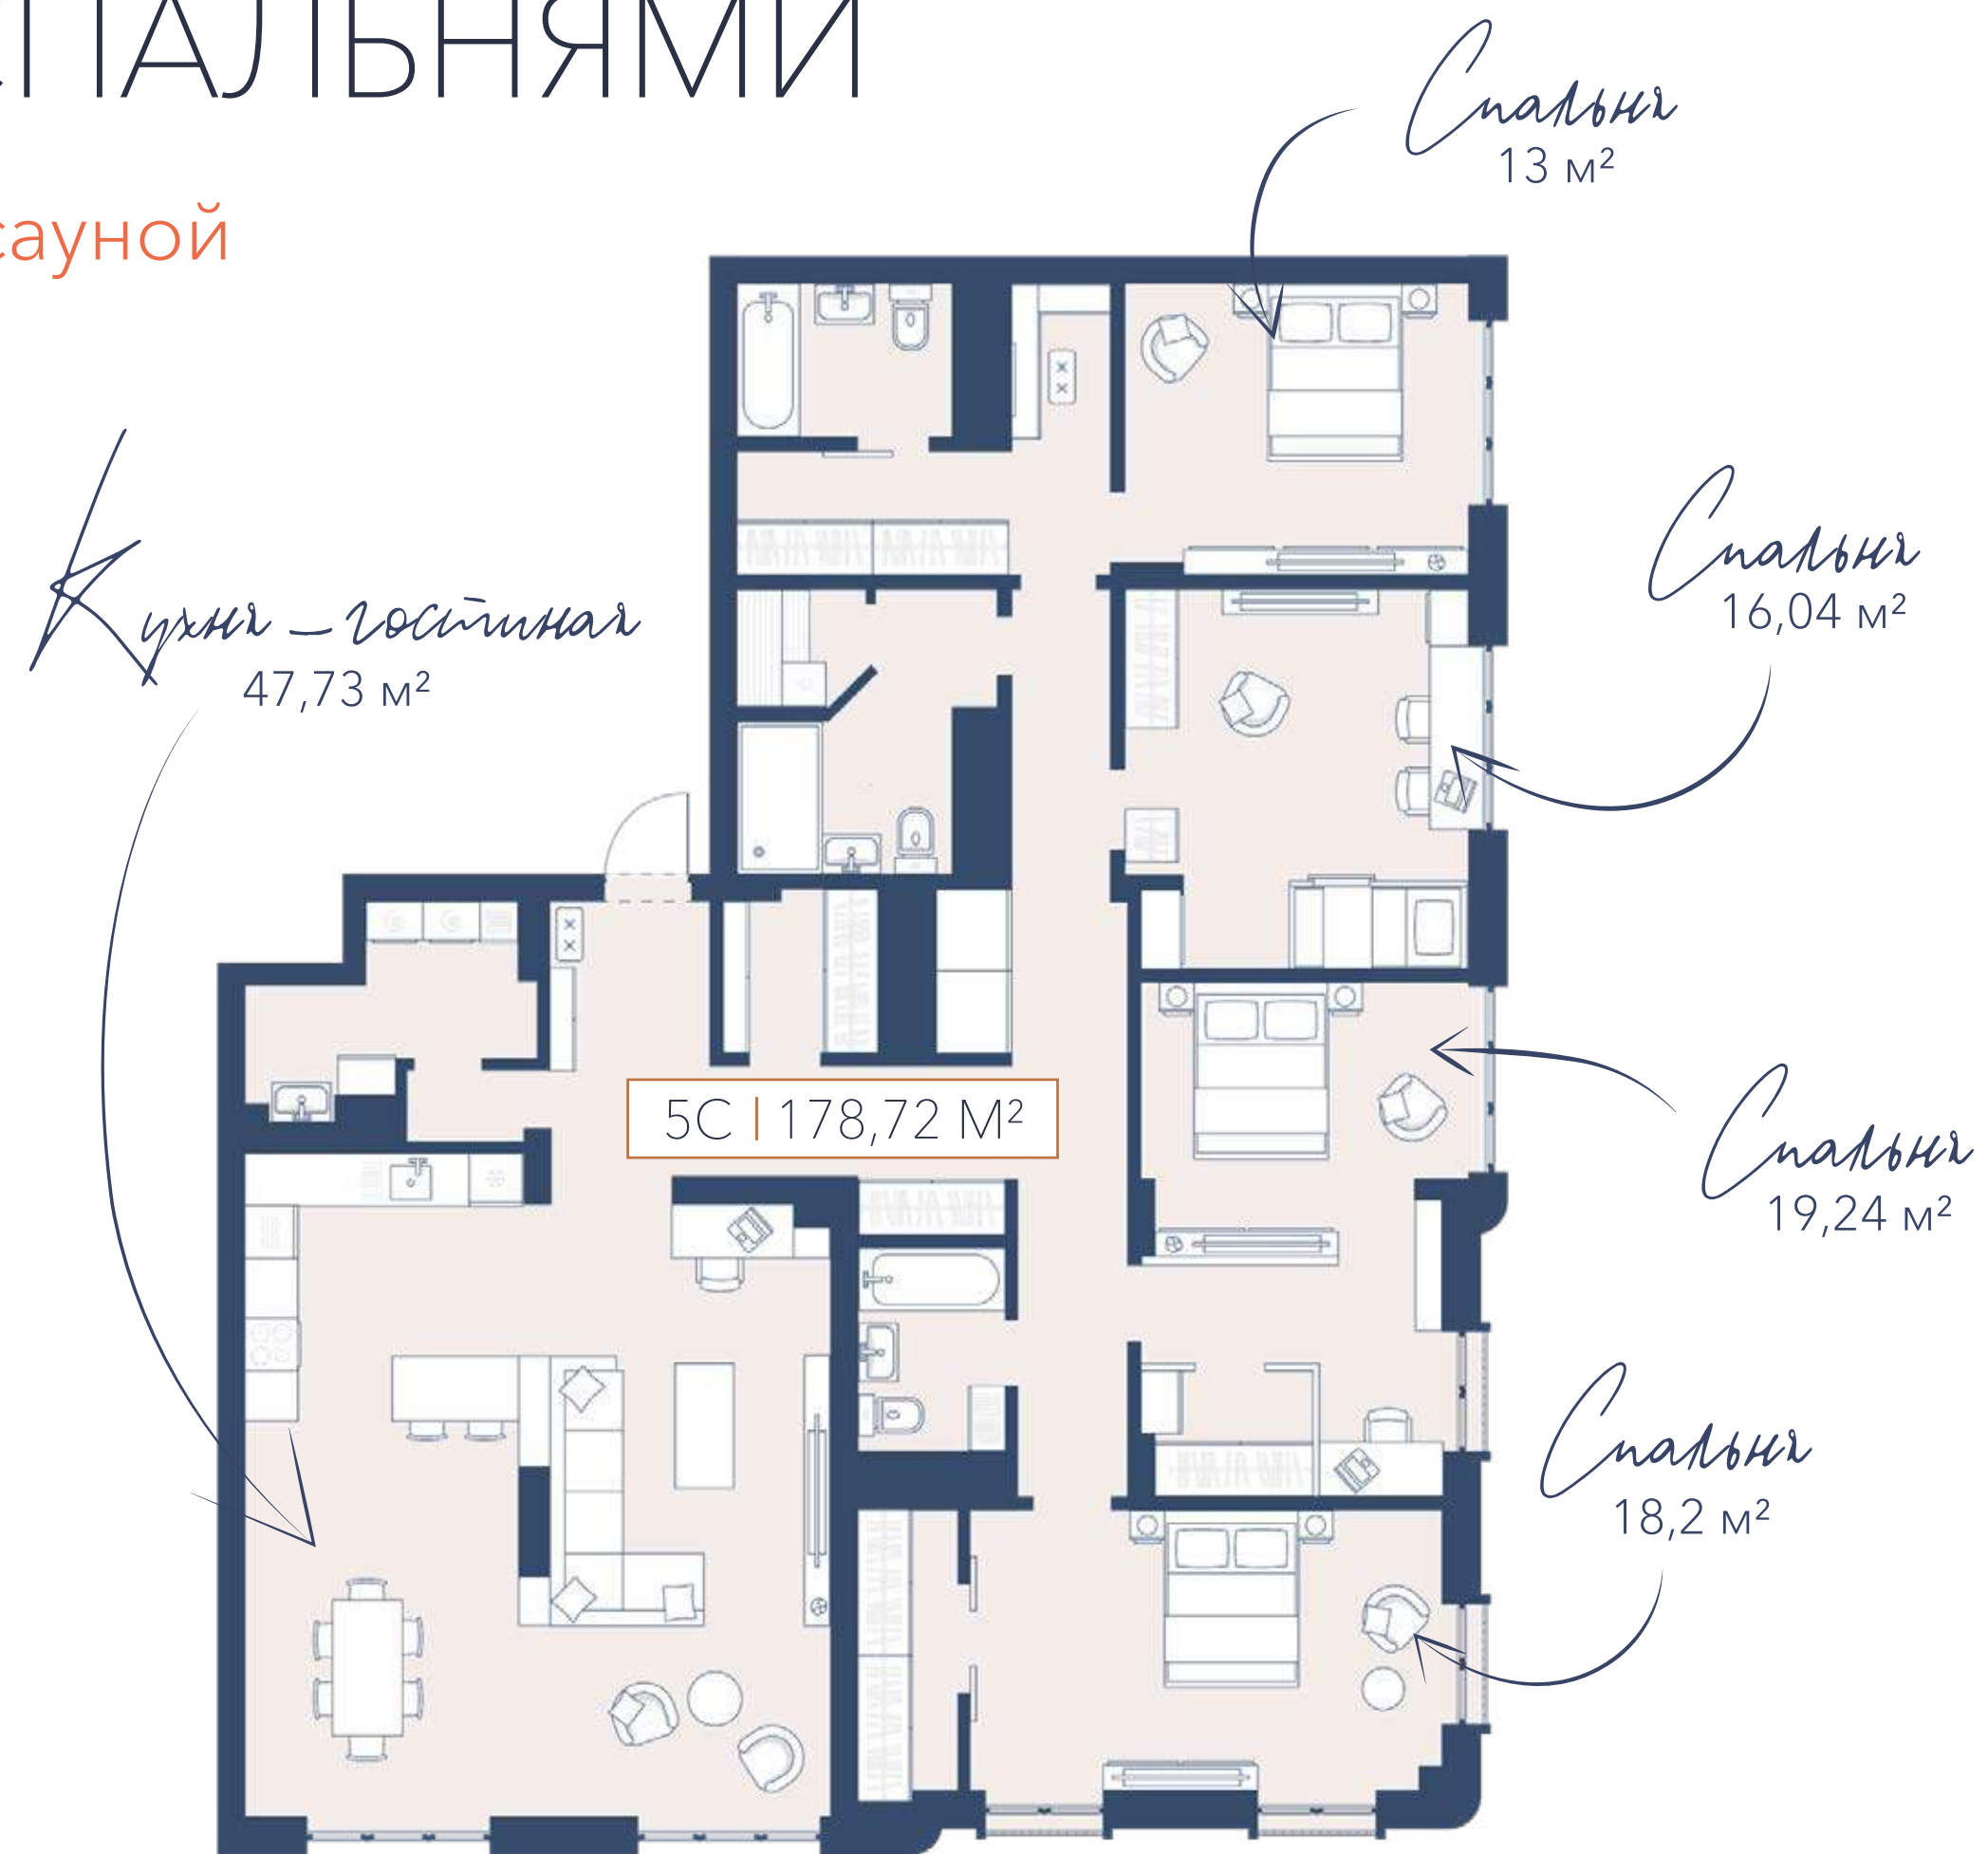 СПАЛЬНЯМИ
сауной
Спальня
13 м²
Спальня
16,04 м²
Кухня – гостиная
47,73 м²
5С | 178,72 М²
Спальня
19,24 м²
Спальня
18,2 м²